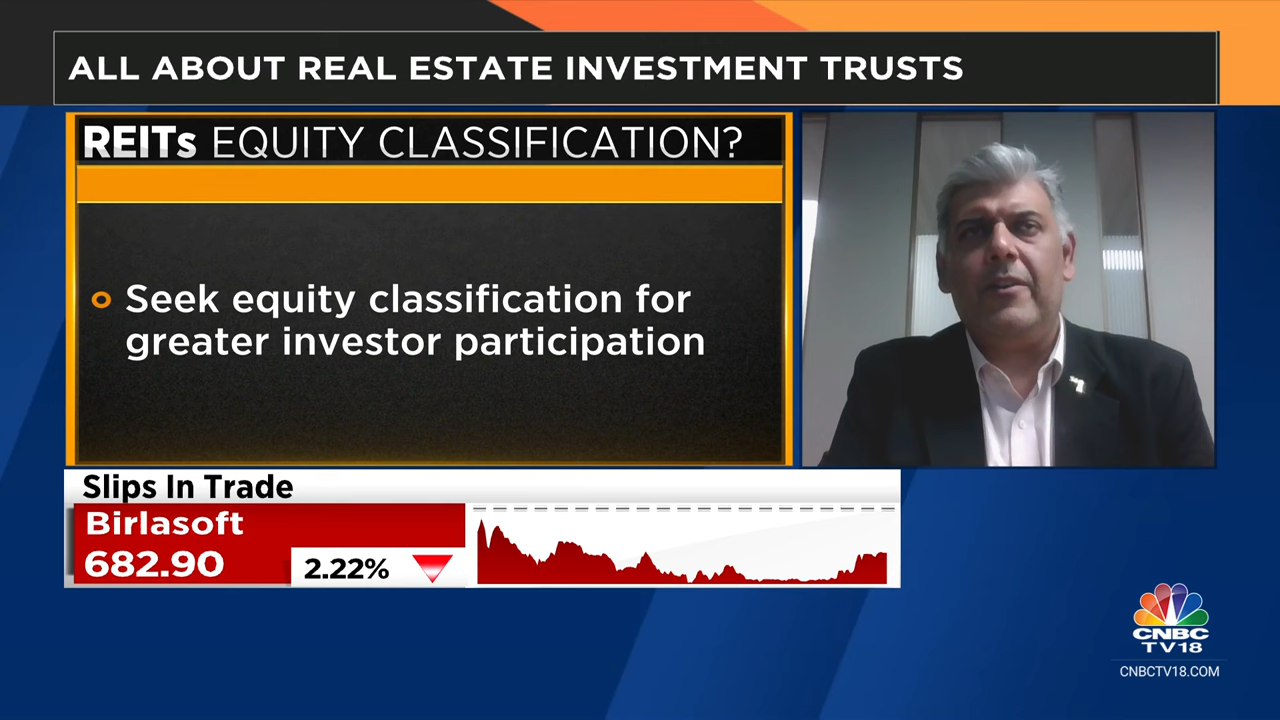 ALL ABOUT REAL ESTATE INVESTMENT TRUSTS
REITs EQUITY CLASSIFICATION?
Seek equity classification for
greater investor participation
Slips In Trade
Birlasoft
682.90
2.22%
CNBC
TV18
CNBCTV18.COM